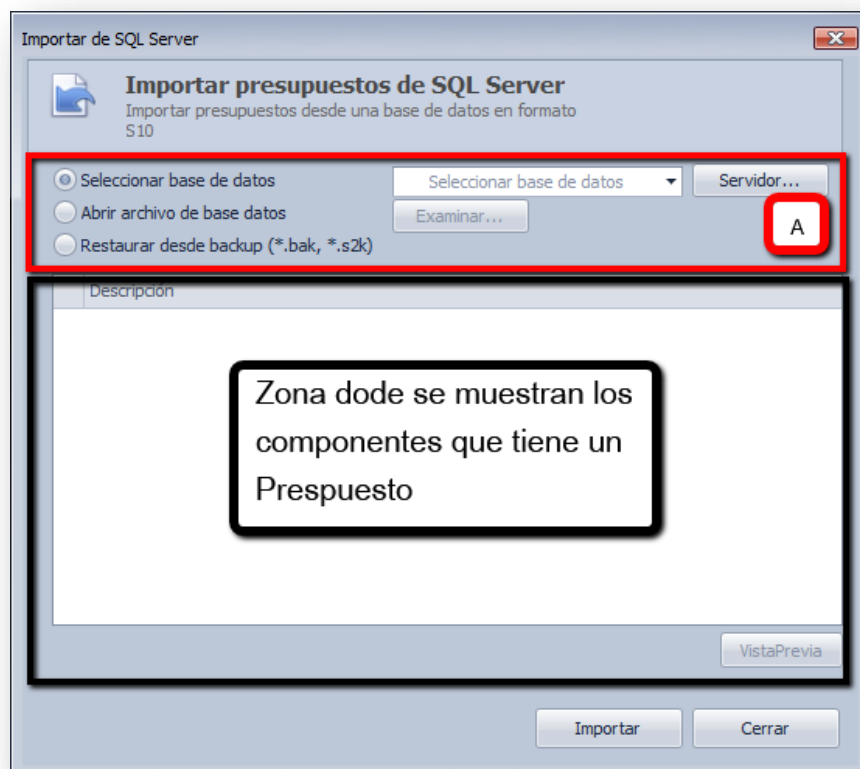 Importar de SQL Server
Importar presupuestos de SQL Server
Importar presupuestos desde una base de datos en formato
S10
Seleccionar base de datos
Seleccionar base de datos
Servidor...
Abrir archivo de base datos
Examinar...
A
Restaurar desde backup (*.bak, *.s2k)
Descripción
Zona dode se muestran los
componentes que tiene un
Prespuesto
VistaPrevia
Importar
Cerrar